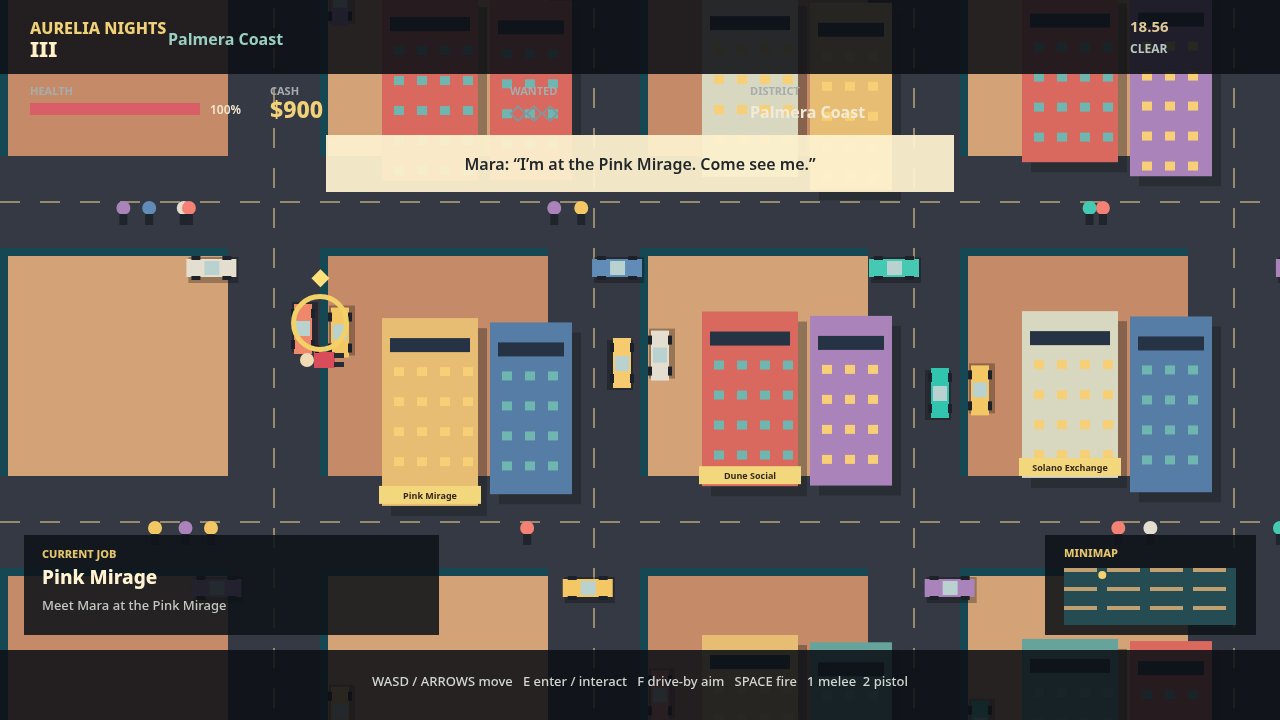 AURELIA NIGHTS
III
Palmera Coast
18.56
CLEAR
HEALTH
100%
CASH
$900
WANTED
DISTRICT
Palmera Coast
Mara: “I’m at the Pink Mirage. Come see me.”
Pink Mirage
Dune Social
Solano Exchange
CURRENT JOB
Pink Mirage
Meet Mara at the Pink Mirage
MINIMAP
WASD / ARROWS move   E enter / interact   F drive-by aim   SPACE fire   1 melee  2 pistol